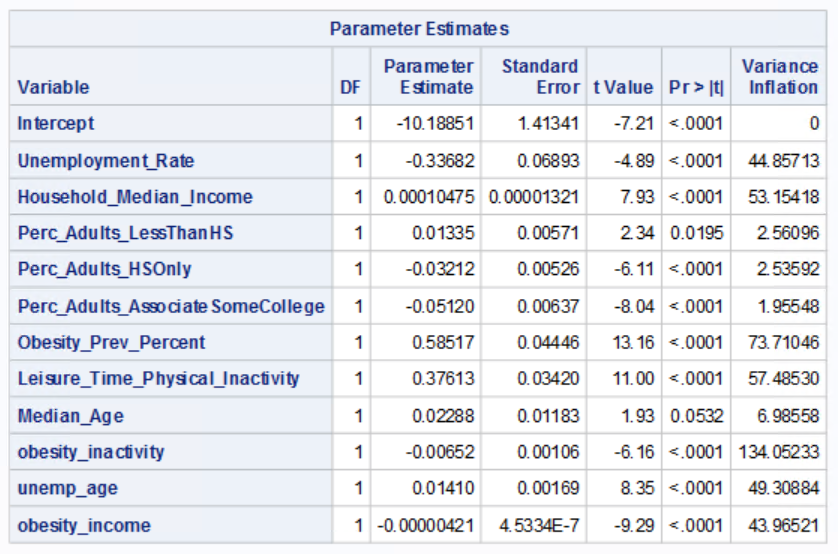 Parameter Estimates
Variable DF Parameter Estimate Standard Error t Value Pr > |t| Variance Inflation
Intercept 1 -10.18851 1.41341 -7.21 <.0001 0
Unemployment_Rate 1 -0.33682 0.06893 -4.89 <.0001 44.85713
Household_Median_Income 1 0.00010475 0.00001321 7.93 <.0001 53.15418
Perc_Adults_LessThanHS 1 0.01335 0.00571 2.34 0.0195 2.56096
Perc_Adults_HSOnly 1 -0.03212 0.00526 -6.11 <.0001 2.53592
Perc_Adults_AssociateSomeCollege 1 -0.05120 0.00637 -8.04 <.0001 1.95548
Obesity_Prev_Percent 1 0.58517 0.04446 13.16 <.0001 73.71046
Leisure_Time_Physical_Inactivity 1 0.37613 0.03420 11.00 <.0001 57.48530
Median_Age 1 0.02288 0.01183 1.93 0.0532 6.98558
obesity_inactivity 1 -0.00652 0.00106 -6.16 <.0001 134.05233
unemp_age 1 0.01410 0.00169 8.35 <.0001 49.30884
obesity_income 1 -0.00000421 4.5334E-7 -9.29 <.0001 43.96521